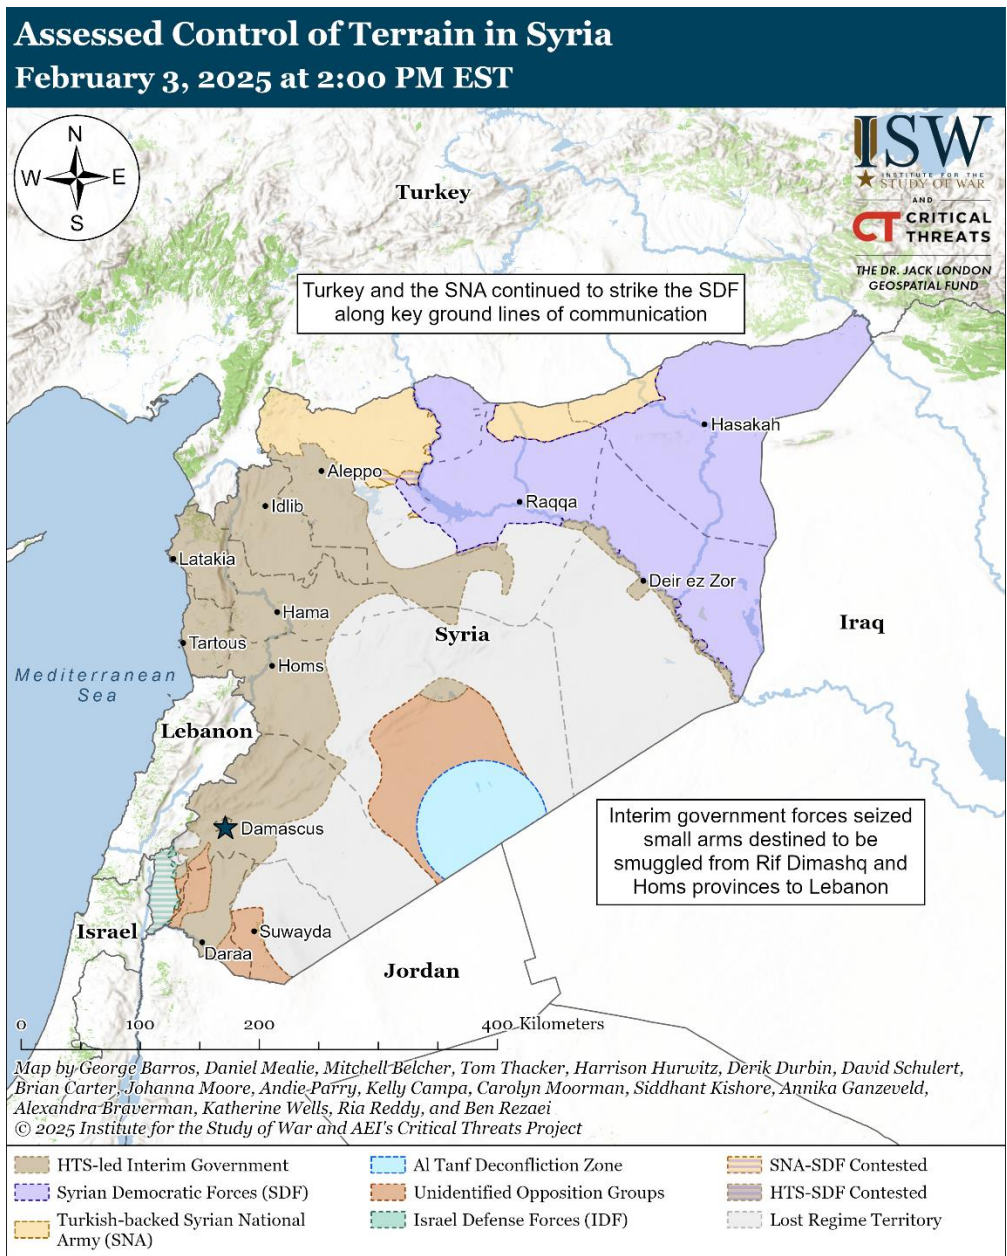 Assessed Control of Terrain in Syria
February 3, 2025 at 2:00 PM EST
N
W
E
S
ISW
INSTITUTE FOR THE
STUDY OF WAR
AND
CT CRITICAL
THREATS
THE DR. JACK LONDON
GEOSPATIAL FUND
Turkey
Turkey and the SNA continued to strike the SDF
along key ground lines of communication
Hasakah
Aleppo
Idlib
Raqqa
Latakia
Deir ez Zor
Hama
Syria
Iraq
Tartous
Homs
Mediterranean
Sea
Lebanon
Damascus
Interim government forces seized
small arms destined to be
smuggled from Rif Dimashq and
Homs provinces to Lebanon
Israel
Suwayda
Daraa
Jordan
0 100 200 400 Kilometers
Map by George Barros, Daniel Mealie, Mitchell Belcher, Tom Thacker, Harrison Hurwitz, Derik Durbin, David Schulert,
Brian Carter, Johanna Moore, Andie Parry, Kelly Campa, Carolyn Moorman, Siddhant Kishore, Annika Ganzeveld,
Alexandra Braverman, Katherine Wells, Ria Reddy, and Ben Rezaei
© 2025 Institute for the Study of War and AEI's Critical Threats Project
HTS-led Interim Government
Syrian Democratic Forces (SDF)
Turkish-backed Syrian National
Army (SNA)
Al Tanf Deconfliction Zone
Unidentified Opposition Groups
Israel Defense Forces (IDF)
SNA-SDF Contested
HTS-SDF Contested
Lost Regime Territory